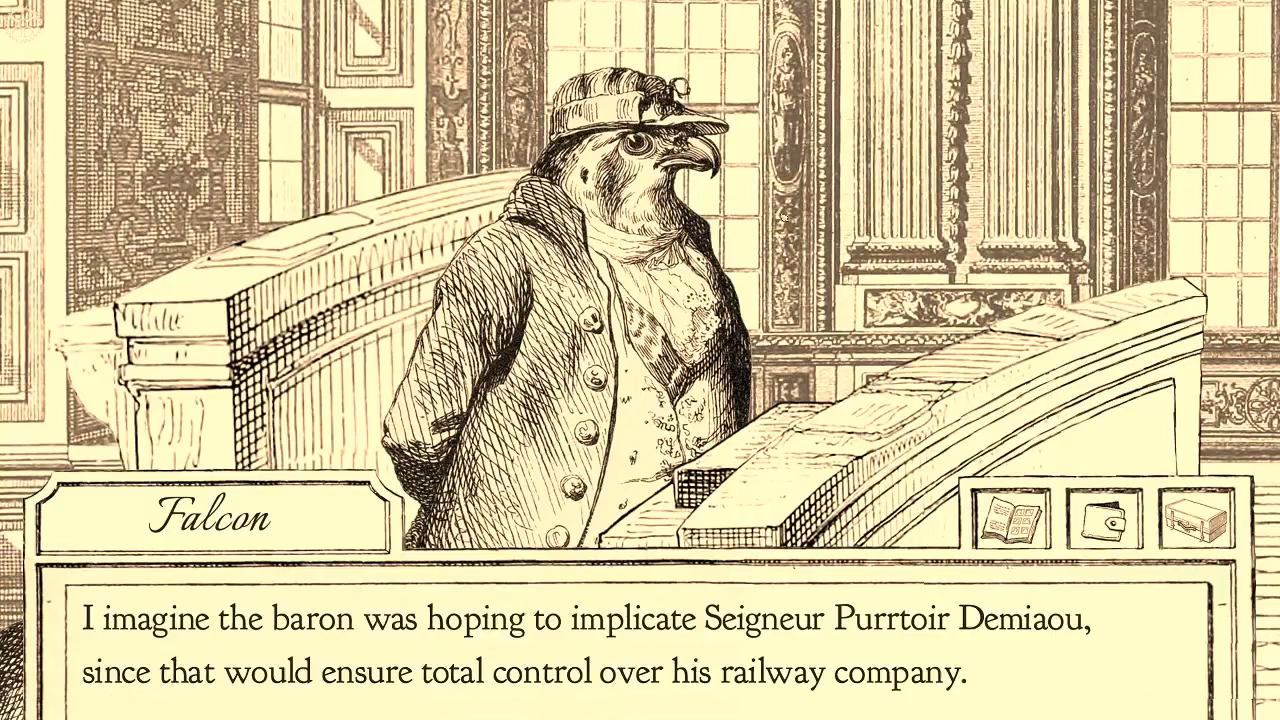 Falcon
I imagine the baron was hoping to implicate Seigneur Purrtoir Demiaou,
since that would ensure total control over his railway company.